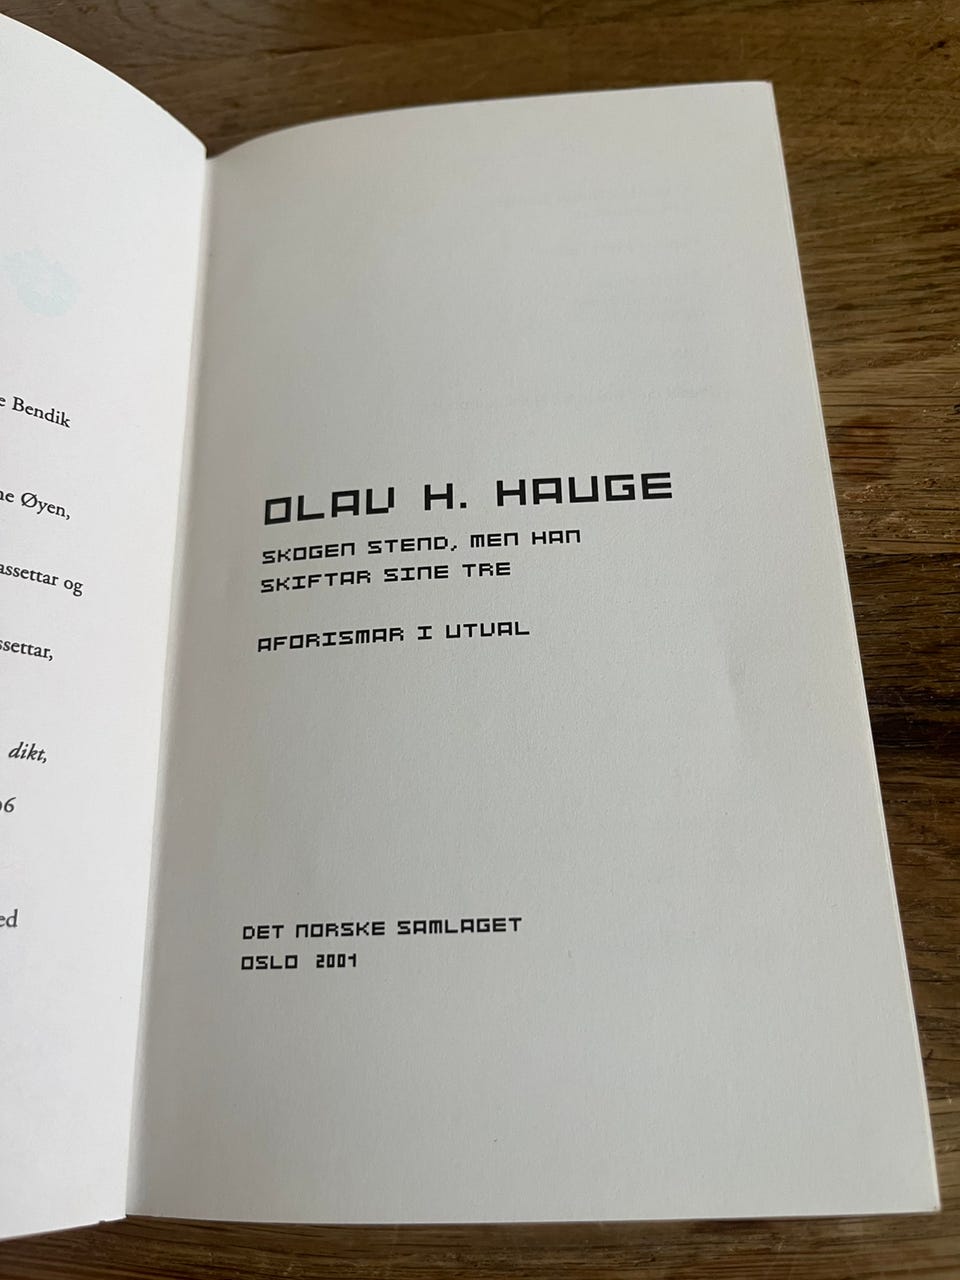 e Bendik
ne Øyen,
assettar og
ssettar,
dikt,
96
ed
OLAV H. HAUGE
SKOGEN STEND, MEN HAN
SKIFTAR SINE TRE
AFORISMAR I UTVAL
DET NORSKE SAMLAGET
OSLO 2001